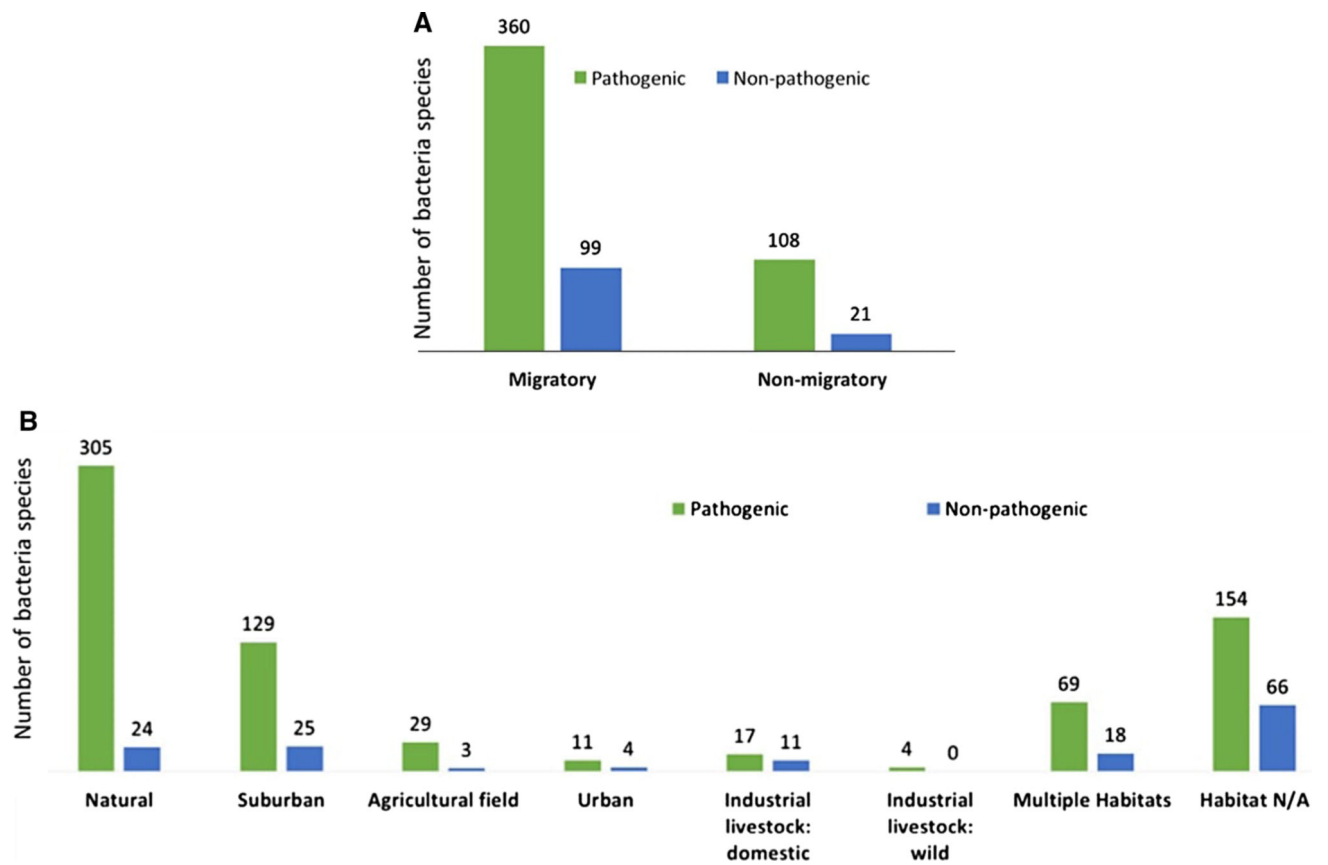 A
360
Pathogenic Non-pathogenic
Number of bacteria species
99
108
21
Migratory Non-migratory
B
305
Number of bacteria species
Pathogenic Non-pathogenic
24
129
25
29
3
11
4
17
11
4
0
69
18
154
66
Natural Suburban Agricultural field Urban Industrial Industrial Multiple Habitats Habitat N/A
livestock: livestock:
domestic wild